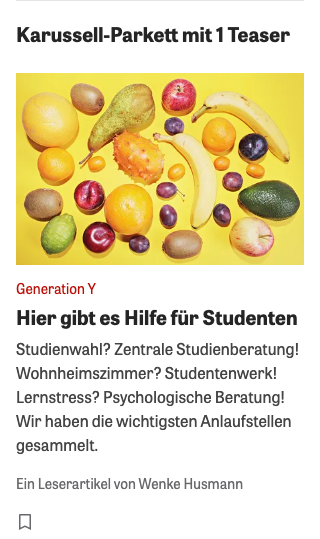 Karussell-Parkett mit 1 Teaser
Generation Y
Hier gibt es Hilfe für Studenten
Studienwahl? Zentrale Studienberatung!
Wohnheimszimmer? Studentenwerk!
Lernstress? Psychologische Beratung!
Wir haben die wichtigsten Anlaufstellen
gesammelt.
Ein Leserartikel von Wenke Husmann